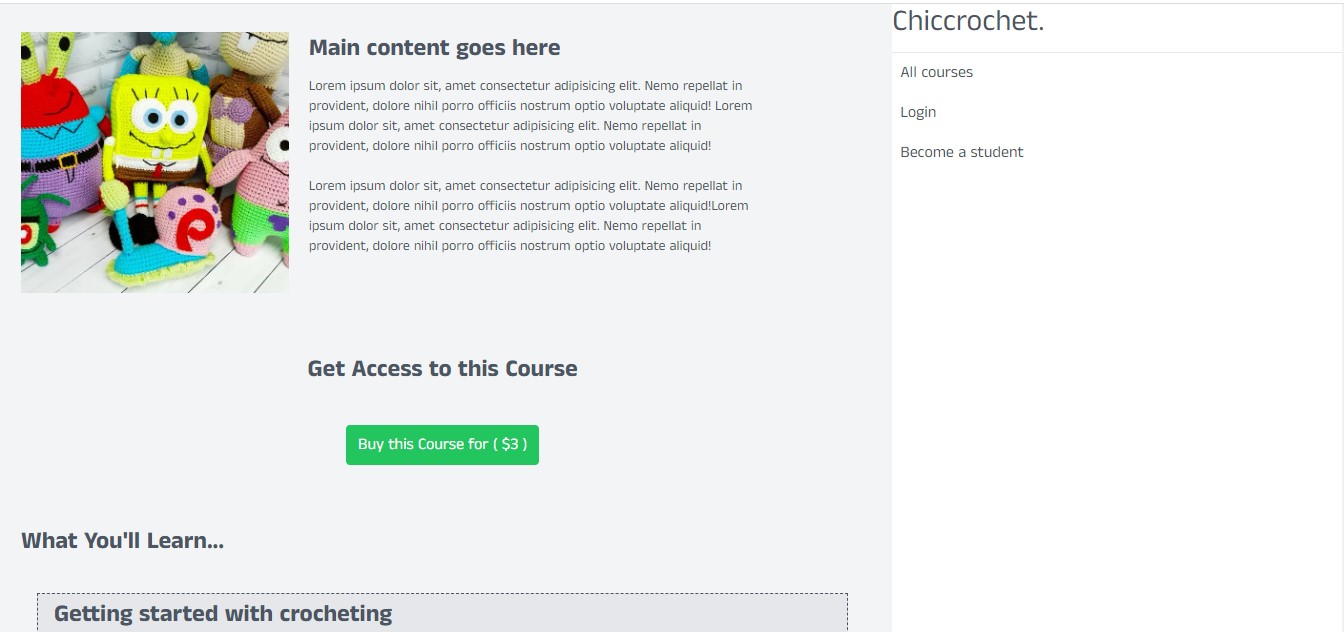 Main content goes here
Lorem ipsum dolor sit, amet consectetur adipisicing elit. Nemo repellat in
provident, dolore nihil porro officiis nostrum optio voluptate aliquid! Lorem
ipsum dolor sit, amet consectetur adipisicing elit. Nemo repellat in
provident, dolore nihil porro officiis nostrum optio voluptate aliquid!
Lorem ipsum dolor sit, amet consectetur adipisicing elit. Nemo repellat in
provident, dolore nihil porro officiis nostrum optio voluptate aliquid!Lorem
ipsum dolor sit, amet consectetur adipisicing elit. Nemo repellat in
provident, dolore nihil porro officiis nostrum optio voluptate aliquid!
Get Access to this Course
Buy this Course for ( $3 )
What You'll Learn...
Getting started with crocheting
Chiccrochet.
All courses
Login
Become a student